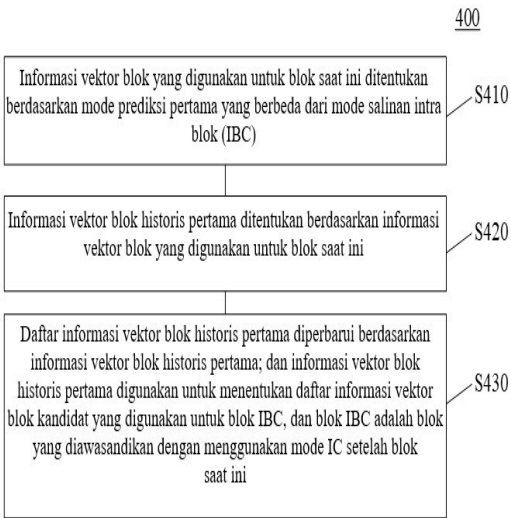 400
Informasi vektor blok yang digunakan untuk blok saat ini ditentukan
berdasarkan mode prediksi pertama yang berbeda dari mode salinan intra
blok (IBC)
S410
Informasi vektor blok historis pertama ditentukan berdasarkan informasi
vektor blok yang digunakan untuk blok saat ini
S420
Daftar informasi vektor blok historis pertama diperbarui berdasarkan
informasi vektor blok historis pertama; dan informasi vektor blok
historis pertama digunakan untuk menentukan daftar informasi vektor
blok kandidat yang digunakan untuk blok IBC, dan blok IBC adalah blok
yang diawasandikan dengan menggunakan mode IC setelah blok
saat ini
S430